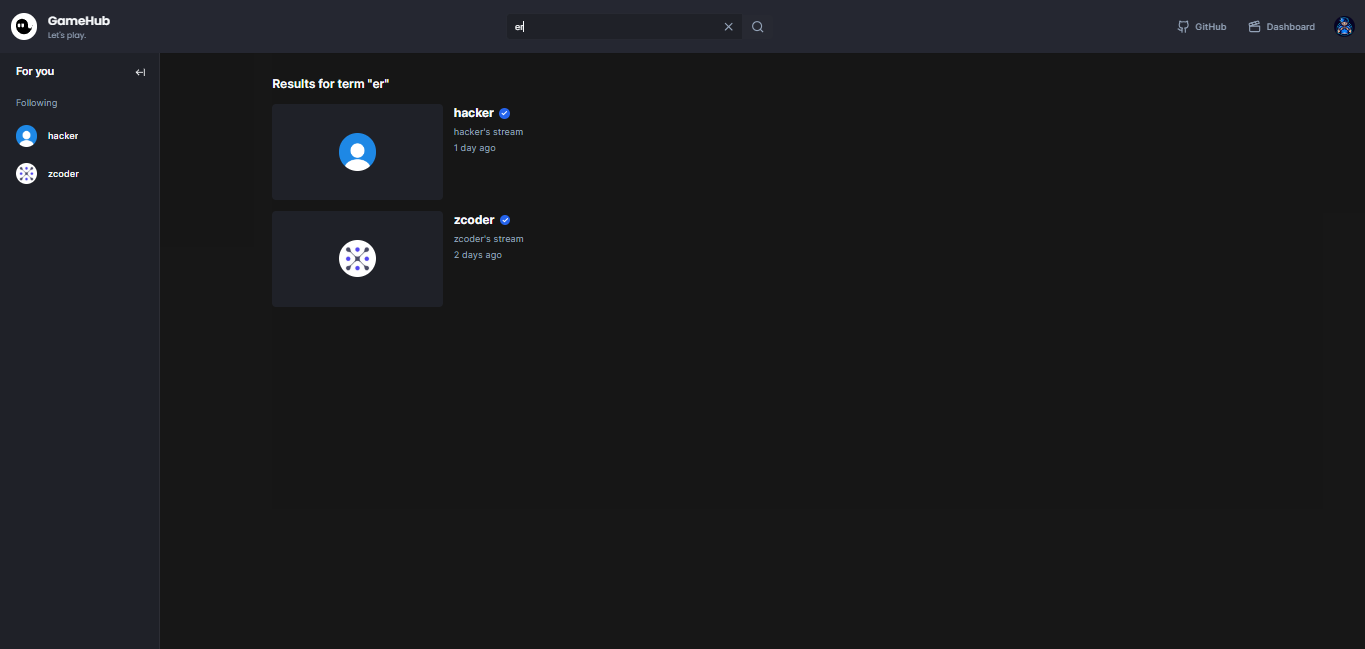 GameHub
Let's play.
er
GitHub
Dashboard
For you
Following
hacker
zcoder
Results for term "er"
hacker
hacker's stream
1 day ago
zcoder
zcoder's stream
2 days ago